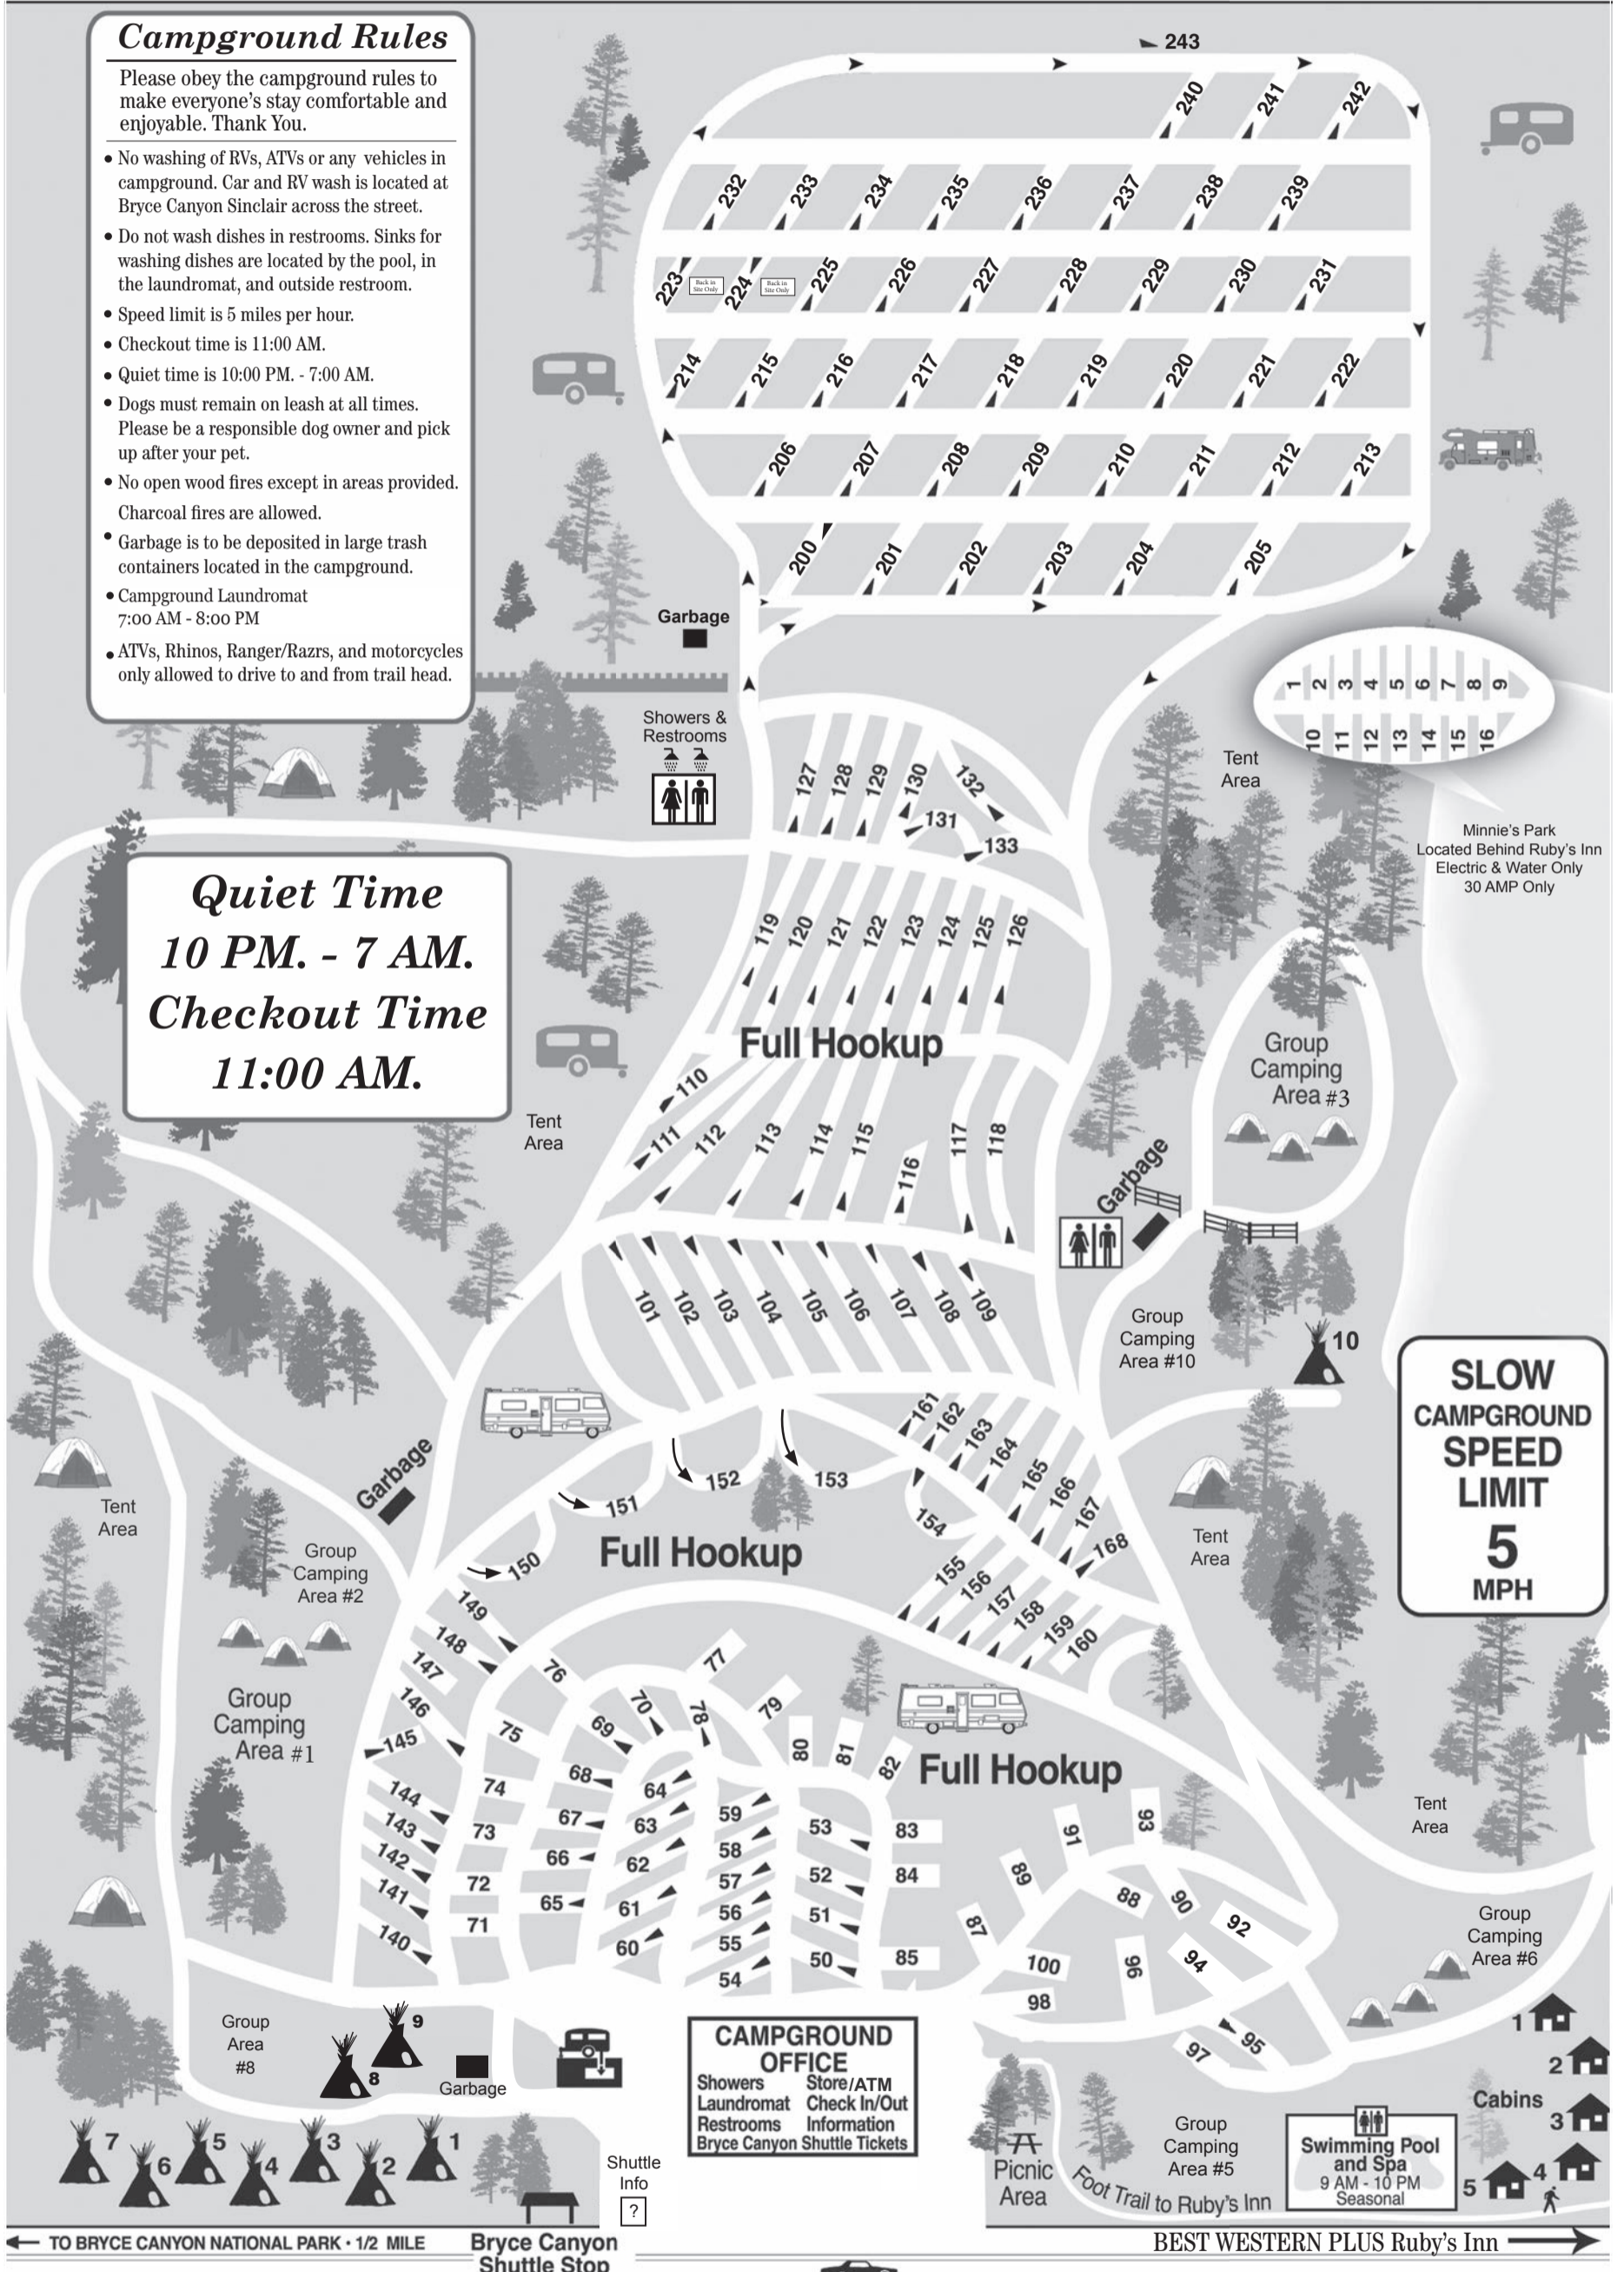 Campground Rules
Please obey the campground rules to
make everyone's stay comfortable and
enjoyable. Thank You.
• No washing of RVs, ATVs or any vehicles in
campground. Car and RV wash is located at
Bryce Canyon Sinclair across the street.
• Do not wash dishes in restrooms. Sinks for
washing dishes are located by the pool, in
the laundromat, and outside restroom.
• Speed limit is 5 miles per hour.
• Checkout time is 11:00 AM.
• Quiet time is 10:00 PM. - 7:00 AM.
• Dogs must remain on leash at all times.
Please be a responsible dog owner and pick
up after your pet.
• No open wood fires except in areas provided.
Charcoal fires are allowed.
• Garbage is to be deposited in large trash
containers located in the campground.
• Campground Laundromat
7:00 AM - 8:00 PM
• ATVs, Rhinos, Ranger/Razrs, and motorcycles
only allowed to drive to and from trail head.
243
240 241 242
232 233 234 235 236 237 238 239
223
Back in
Site Only
224
Back in
Site Only
225 226 227 228 229 230 231
214 215 216 217 218 219 220 221 222
206 207 208 209 210 211 212 213
200 201 202 203 204 205
Garbage
Showers &
Restrooms
1 2 3 4 5 6 7 8 9
10 11 12 13 14 15 16
Tent
Area
Minnie's Park
Located Behind Ruby's Inn
Electric & Water Only
30 AMP Only
127 128 129 130 132
131
133
Quiet Time
10 PM. - 7 AM.
Checkout Time
11:00 AM.
119 120 121 122 123 124 125 126
Full Hookup
Group
Camping
Area #3
Tent
Area
110
111 112 113 114 115 116 117 118
Garbage
101 102 103 104 105 106 107 108 109
Group
Camping
Area #10
10
SLOW
CAMPGROUND
SPEED
LIMIT
5
MPH
161 162 163 164 165 166 167 168
Garbage
150 151 152 153 154
Full Hookup
155 156 157 158 159 160
Tent
Area
Tent
Area
Group
Camping
Area #2
149
148
147
146
145
144
143
142
141
140
Group
Camping
Area #1
76
75
74
73
72
71
77
78
79
80
81
82
70
69
68
67
66
65
64
63
62
61
60
59
58
57
56
55
54
53
52
51
50
83
84
85
Full Hookup
Tent
Area
93
91
89
88
90
87
92
94
96
100
98
95
97
Group
Camping
Area #6
Group
Area
#8
9
8
Garbage
CAMPGROUND
OFFICE
Showers Store/ATM
Laundromat Check In/Out
Restrooms Information
Bryce Canyon Shuttle Tickets
1
2
Cabins
3
4
5
7 6 5 4 3 2 1
Shuttle
Info
?
Picnic
Area
Foot Trail to Ruby's Inn
Group
Camping
Area #5
Swimming Pool
and Spa
9 AM - 10 PM
Seasonal
TO BRYCE CANYON NATIONAL PARK • 1/2 MILE
Bryce Canyon
Shuttle Stop
BEST WESTERN PLUS Ruby's Inn